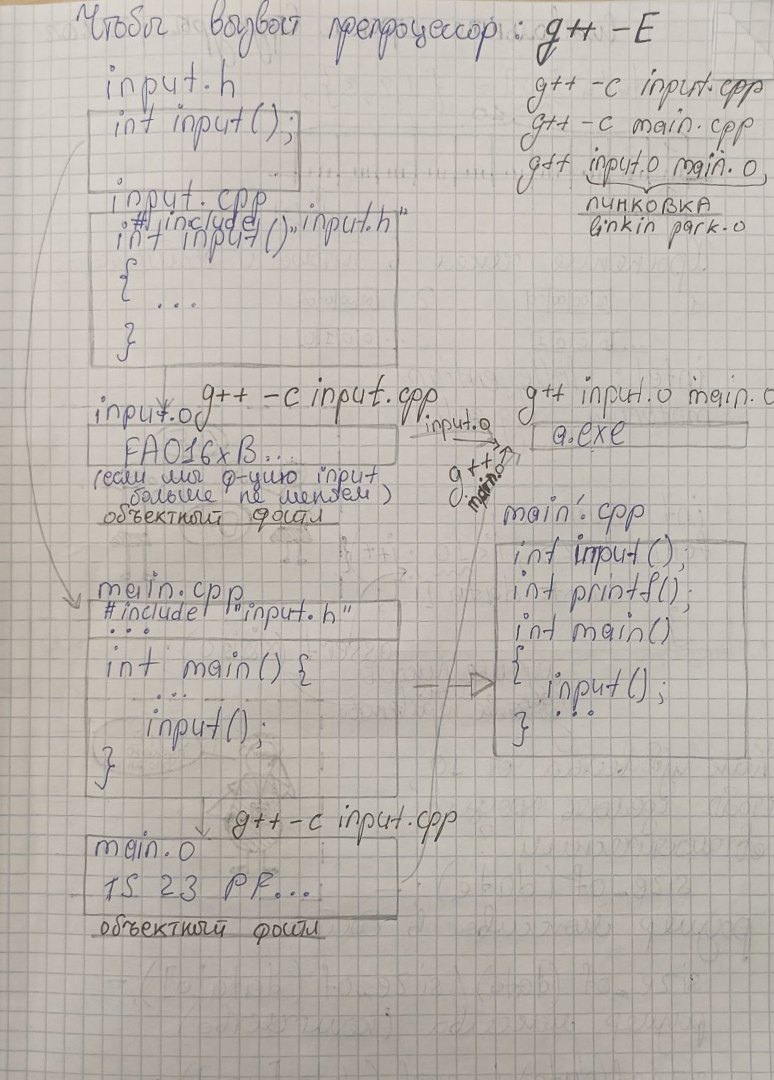 Чтобы вызвать препроцессор: g++ -E
input.h
int input();
g++ -c input.cpp
g++ -c main.cpp
g++ input.o main.o
линковка
linkin park.o
input.cpp
#include "input.h"
int input()
{
...
}
g++ -c input.cpp
input.o
FA016xB...
(если мы ф-цию input
больше не меняем)
объектный файл
input.o
g++
main.o
g++ input.o main.o
a.exe
main.cpp
#include "input.h"
...
int main() {
...
input();
}
main'.cpp
int input();
int printf();
int main()
{
input();
...
}
g++ -c input.cpp
main.o
1S 23 PF...
объектный файл